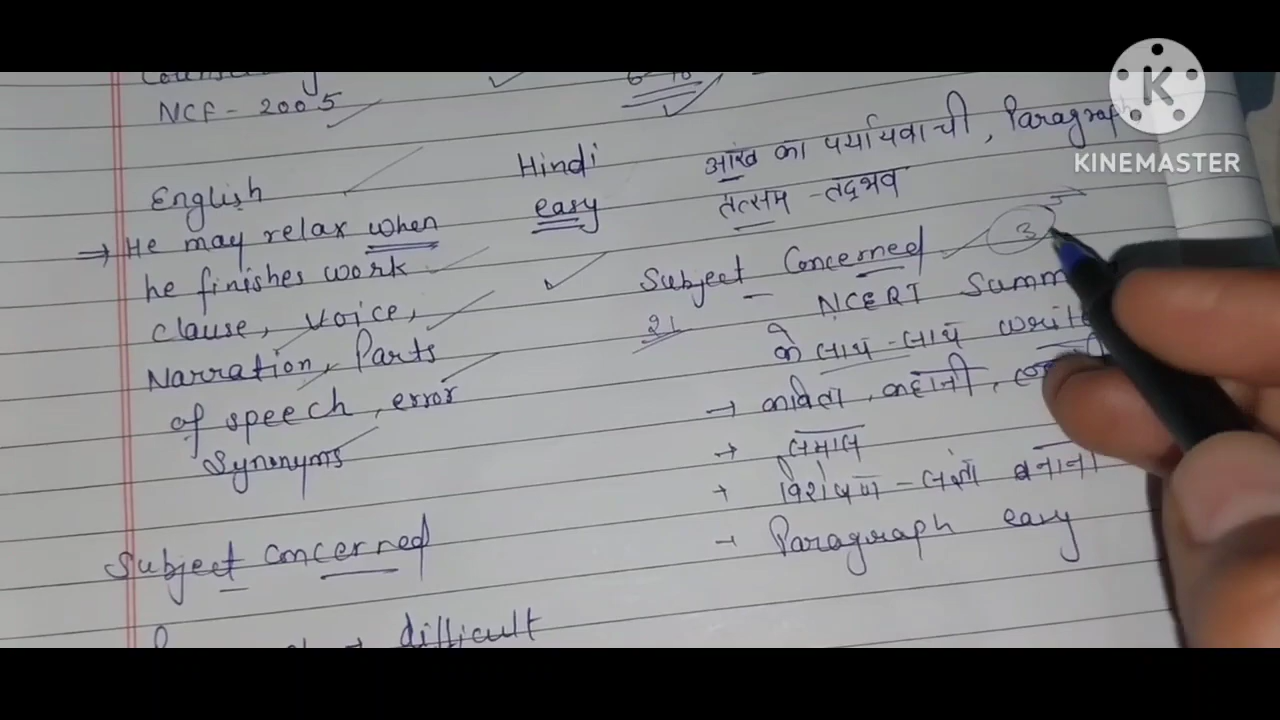 NCF - 2005
English
→ He may relax when
he finishes work
clause, voice,
Narration, Parts
of speech, error
Synonyms
Hindi
easy
आंख का पर्यायवाची, Paragraph
तत्सम - तद्भव
Subject Concerned 3
21
NCERT Summ
के साथ-साथ write
→ कविता, कहानी,
→ समास
→ विशेषण - संज्ञा बनाना
→ Paragraph easy
Subject concerned
→ difficult
K
KINEMASTER